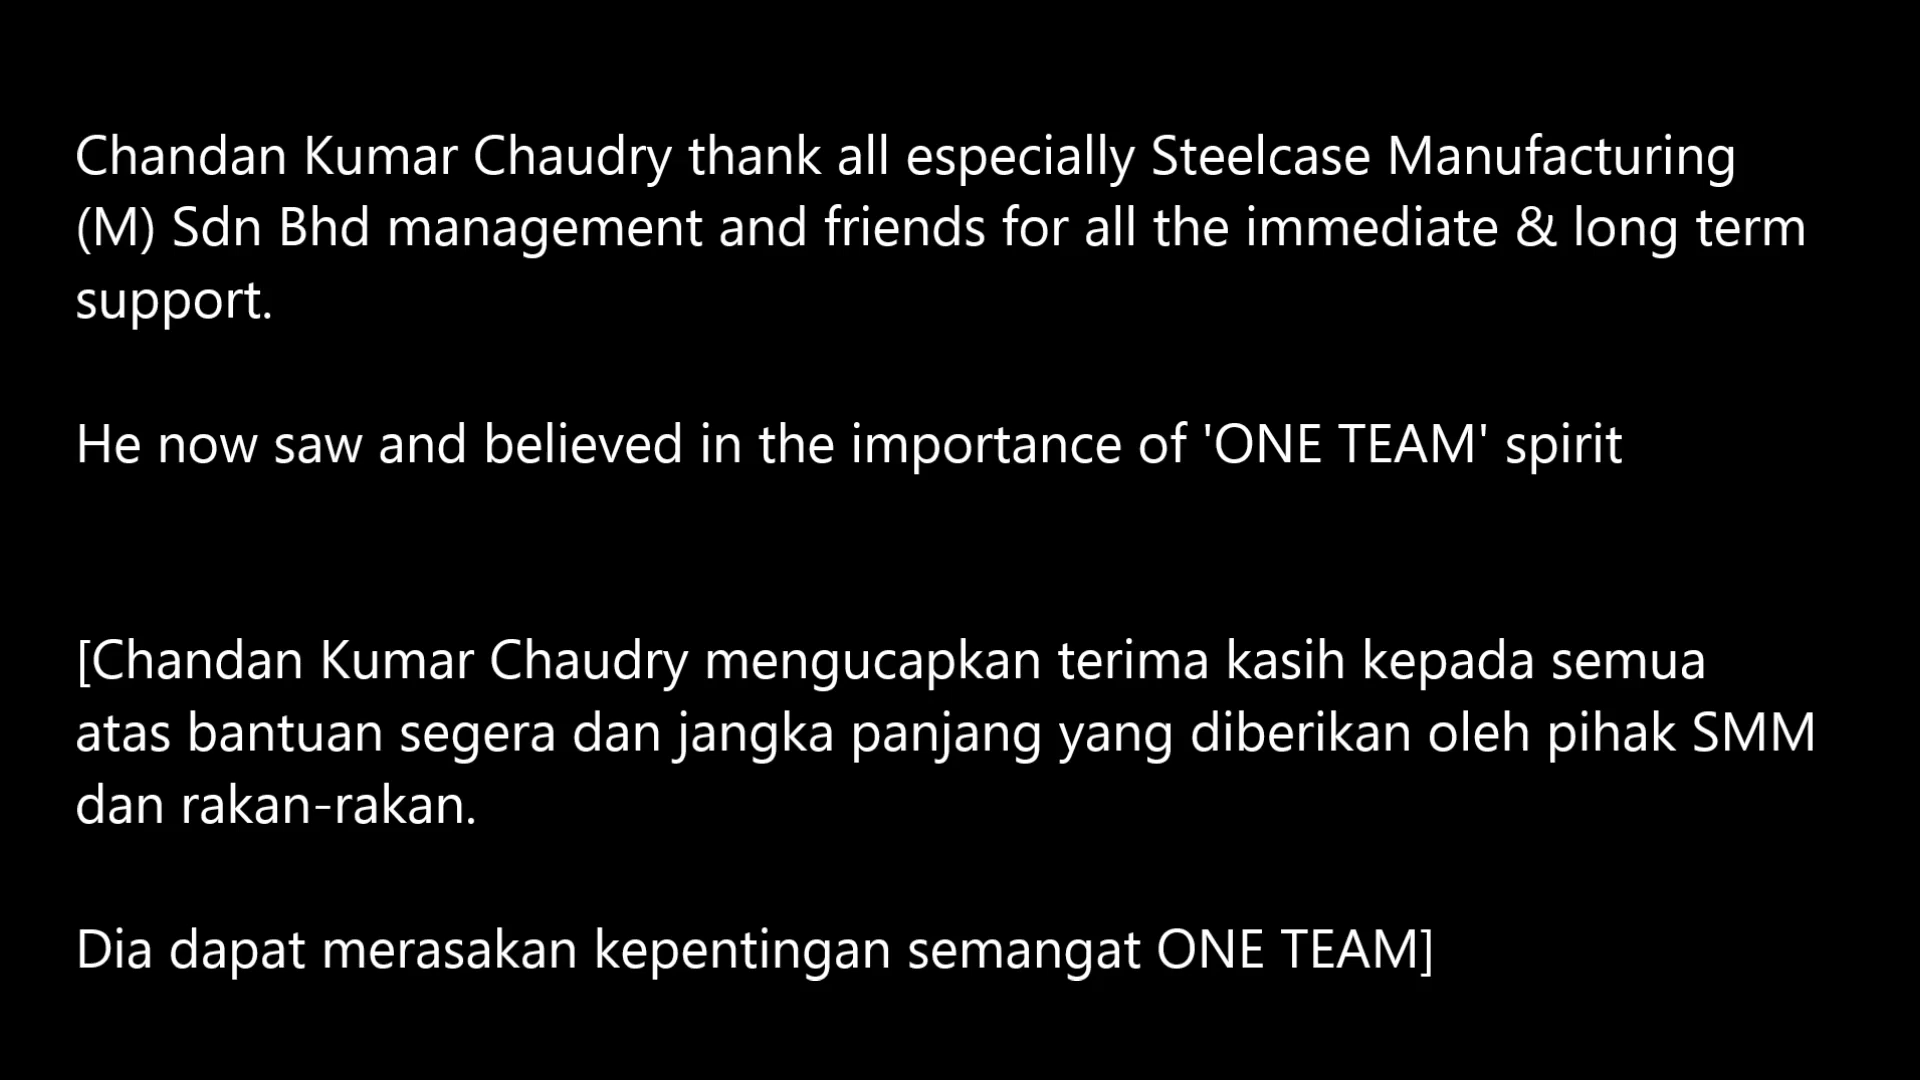 Chandan Kumar Chaudry thank all especially Steelcase Manufacturing
(M) Sdn Bhd management and friends for all the immediate & long term
support.
He now saw and believed in the importance of 'ONE TEAM' spirit
[Chandan Kumar Chaudry mengucapkan terima kasih kepada semua
atas bantuan segera dan jangka panjang yang diberikan oleh pihak SMM
dan rakan-rakan.
Dia dapat merasakan kepentingan semangat ONE TEAM]